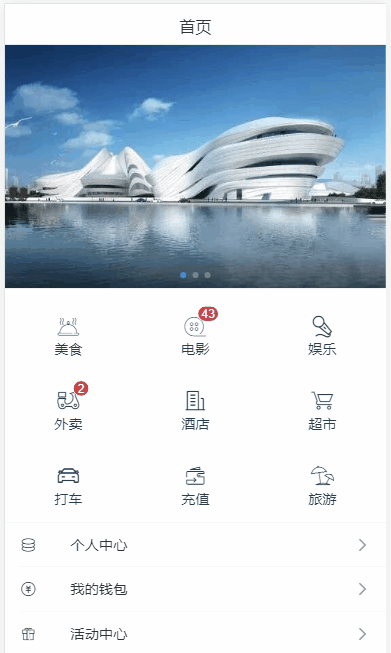 首页
43
美食 电影 娱乐
2
外卖 酒店 超市
打车 充值 旅游
个人中心
我的钱包
活动中心